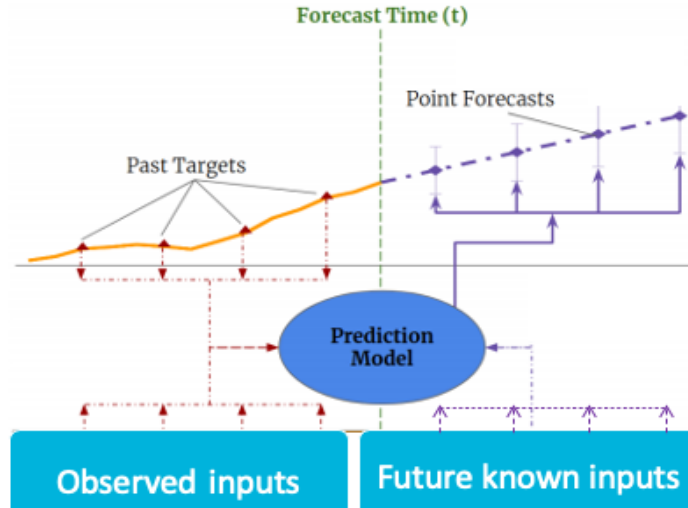 Forecast Time (t)
Point Forecasts
Past Targets
Prediction
Model
Observed inputs
Future known inputs